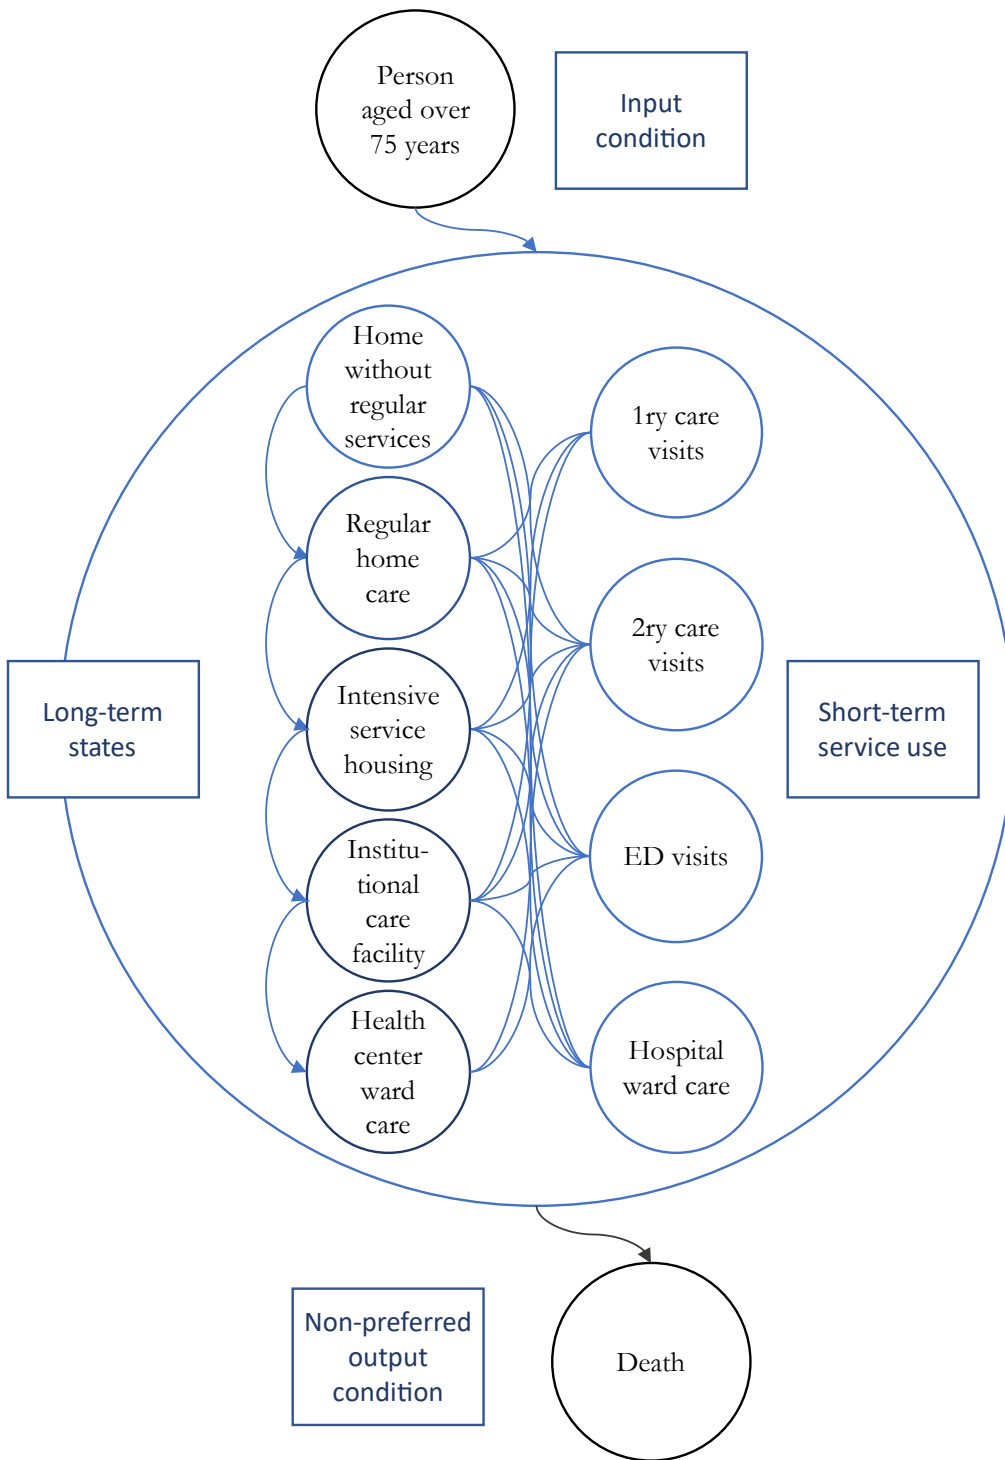 Person
aged over
75 years
Input
condition
Home
without
regular
services
1ry care
visits
Regular
home
care
2ry care
visits
Long-term
states
Intensive
service
housing
Short-term
service use
Institu-
tional
care
facility
ED visits
Health
center
ward
care
Hospital
ward care
Non-preferred
output
condition
Death